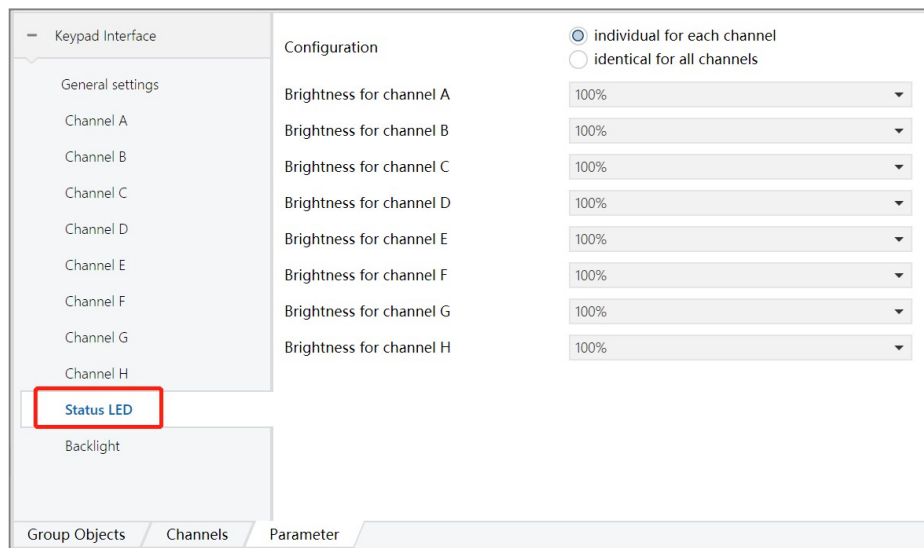 Keypad Interface
General settings
Channel A
Channel B
Channel C
Channel D
Channel E
Channel F
Channel G
Channel H
Status LED
Backlight
Configuration
individual for each channel
identical for all channels
Brightness for channel A 100%
Brightness for channel B 100%
Brightness for channel C 100%
Brightness for channel D 100%
Brightness for channel E 100%
Brightness for channel F 100%
Brightness for channel G 100%
Brightness for channel H 100%
Group Objects Channels Parameter